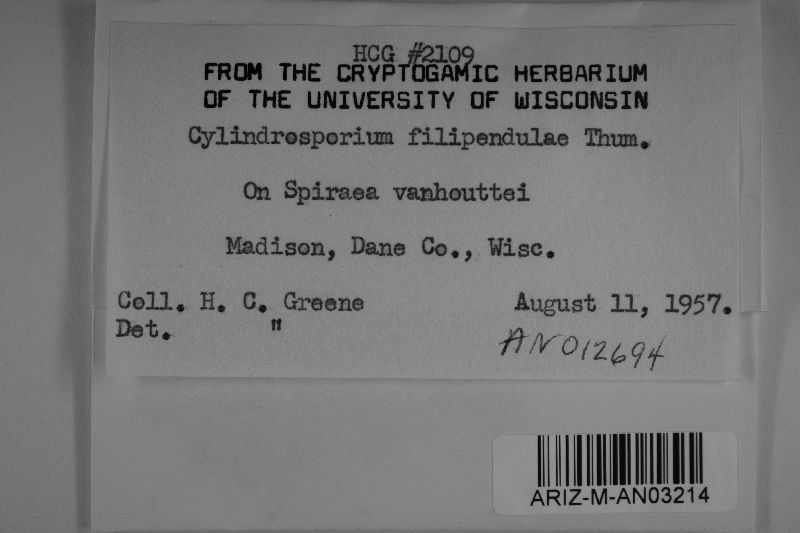 HCG #2109
FROM THE CRYPTOGAMIC HERBARIUM
OF THE UNIVERSITY OF WISCONSIN
Cylindrosporium filipendulae Thum.
On Spiraea vanhouttei
Madison, Dane Co., Wisc.
Coll. H. C. Greene August 11, 1957.
Det. "
AN012694
ARIZ-M-AN03214